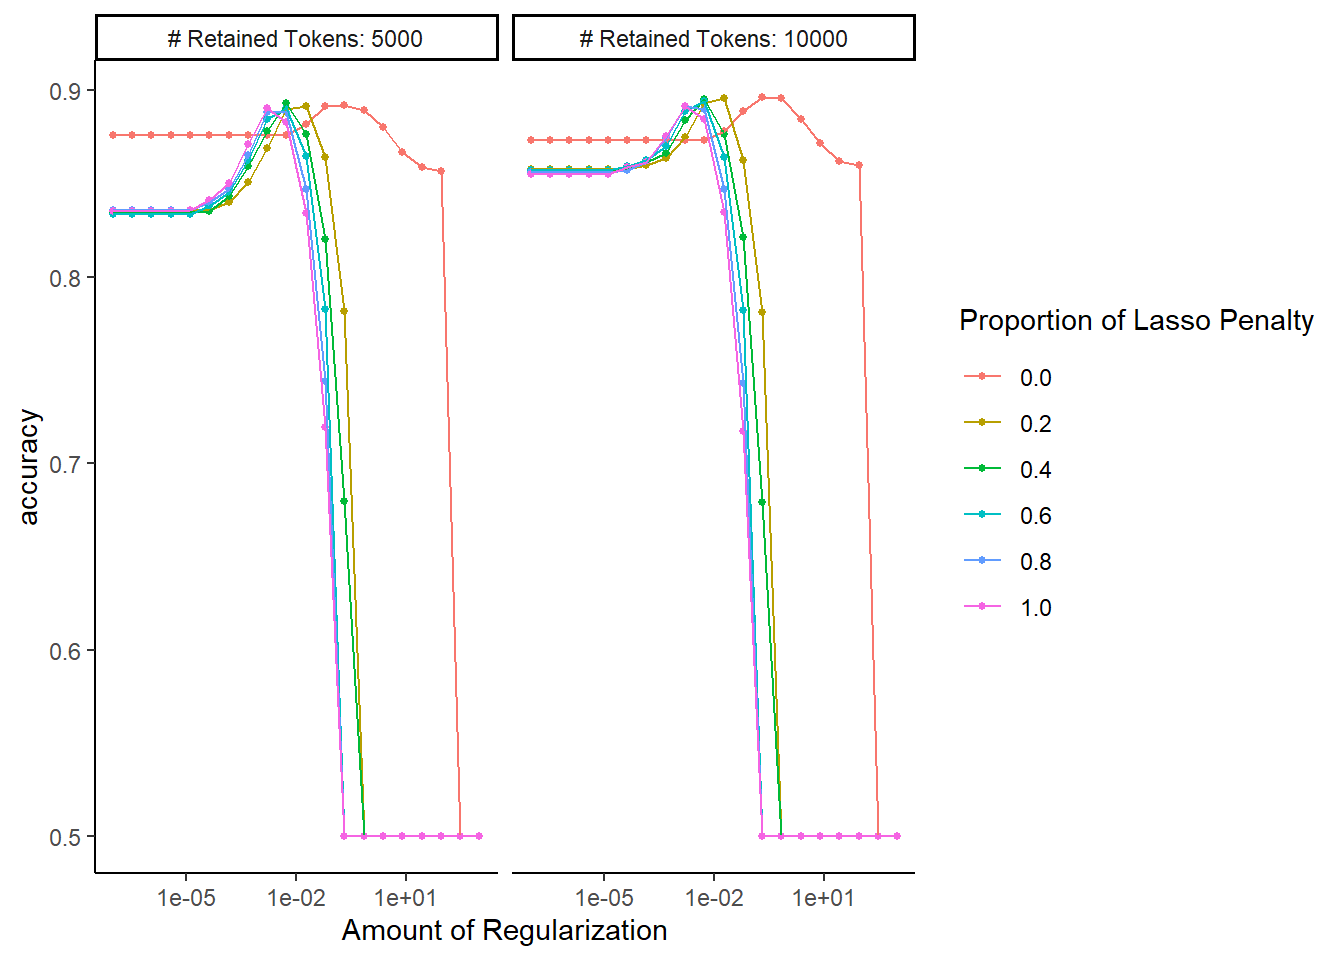 # Retained Tokens: 5000
# Retained Tokens: 10000
0.9
0.8
0.7
0.6
0.5
accuracy
1e-05
1e-02
1e+01
1e-05
1e-02
1e+01
Amount of Regularization
Proportion of Lasso Penalty
0.0
0.2
0.4
0.6
0.8
1.0